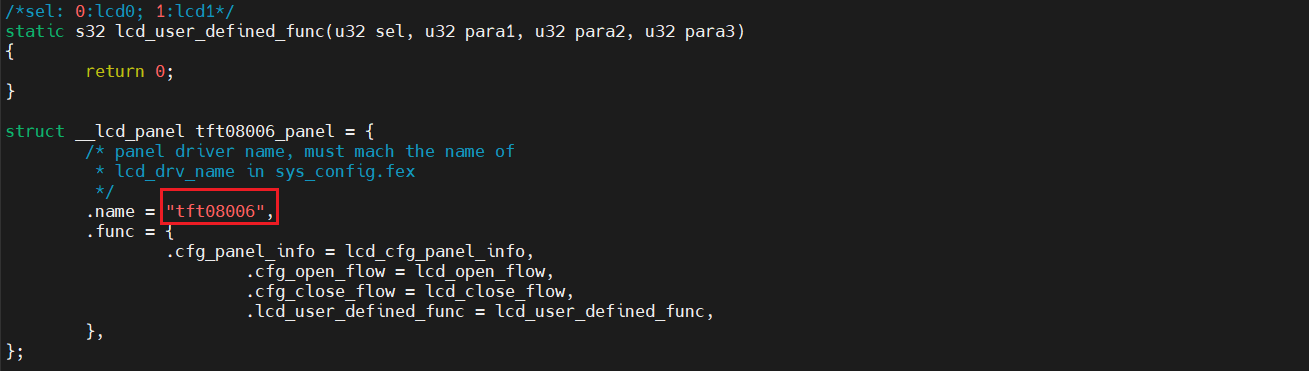 /*sel: 0:lcd0; 1:lcd1*/
static s32 lcd_user_defined_func(u32 sel, u32 para1, u32 para2, u32 para3)
{
        return 0;
}

struct __lcd_panel tft08006_panel = {
        /* panel driver name, must mach the name of
         * lcd_drv_name in sys_config.fex
         */
        .name = "tft08006",
        .func = {
                .cfg_panel_info = lcd_cfg_panel_info,
                        .cfg_open_flow = lcd_open_flow,
                        .cfg_close_flow = lcd_close_flow,
                        .lcd_user_defined_func = lcd_user_defined_func,
        },
};